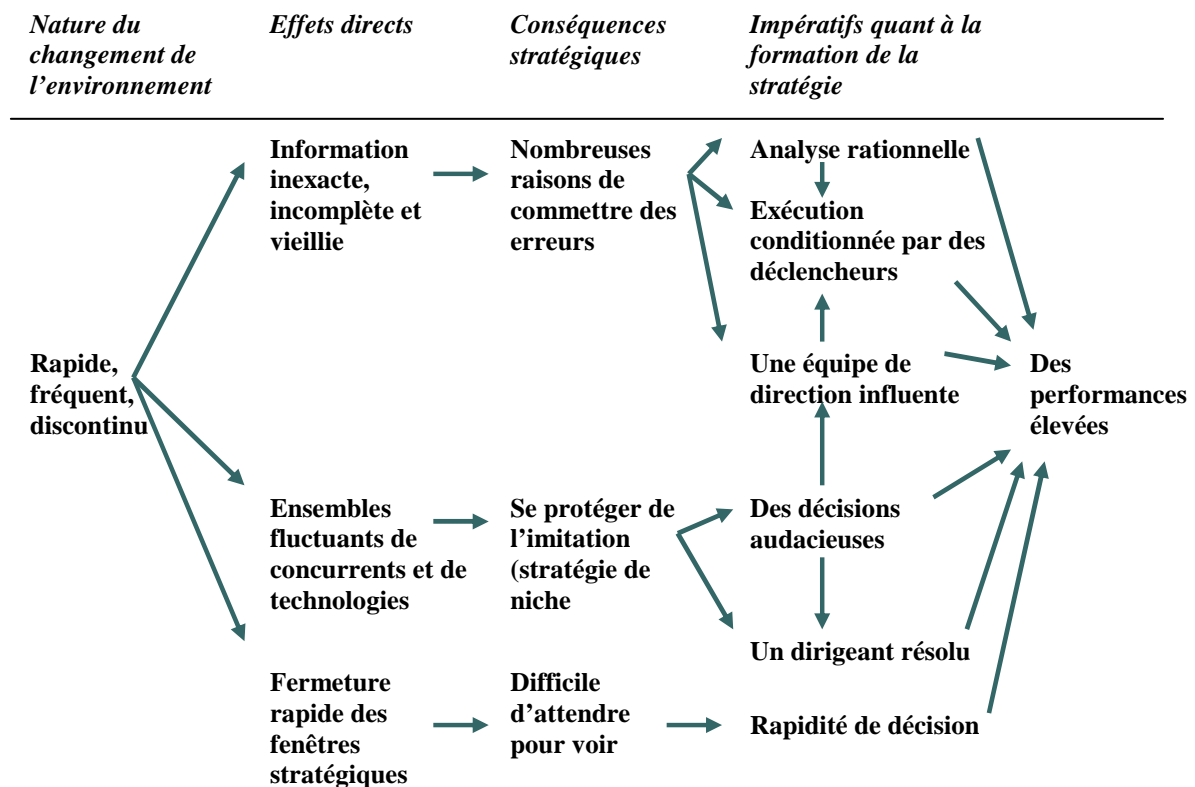 Nature du
changement de
l’environnement
Effets directs
Conséquences
stratégiques
Impératifs quant à la
formation de la
stratégie
Rapide,
fréquent,
discontinu
Information
inexacte,
incomplète et
vieillie
Nombreuses
raisons de
commettre des
erreurs
Analyse rationnelle
Exécution
conditionnée par des
déclencheurs
Une équipe de
direction influente
Des
performances
élevées
Ensembles
fluctuants de
concurrents et de
technologies
Se protéger de
l’imitation
(stratégie de
niche
Des décisions
audacieuses
Un dirigeant résolu
Fermeture
rapide des
fenêtres
stratégiques
Difficile
d’attendre
pour voir
Rapidité de décision